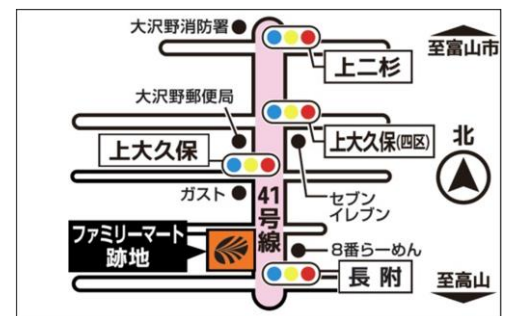 大沢野消防署
至富山市
上二杉
大沢野郵便局
上大久保(四区)
北
上大久保
ガスト
セブン
イレブン
41号線
ファミリーマート
跡地
8番らーめん
長附
至高山